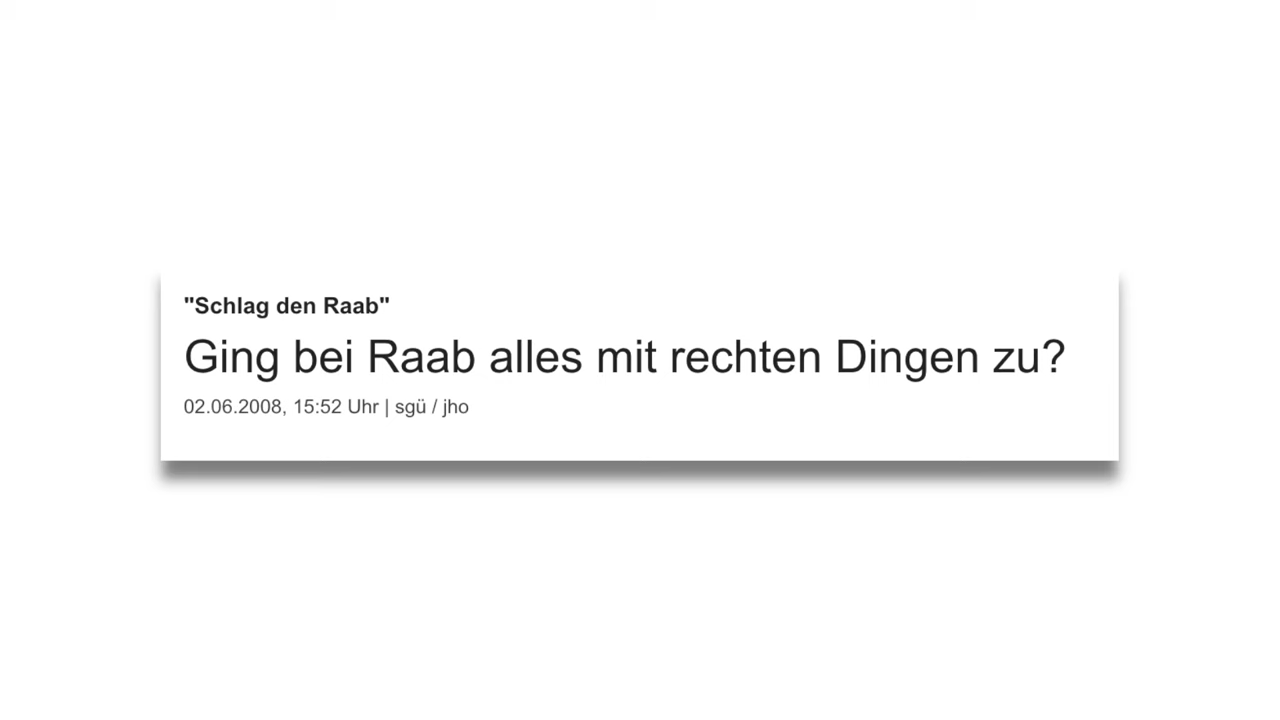 "Schlag den Raab"
Ging bei Raab alles mit rechten Dingen zu?
02.06.2008, 15:52 Uhr | sgü / jho